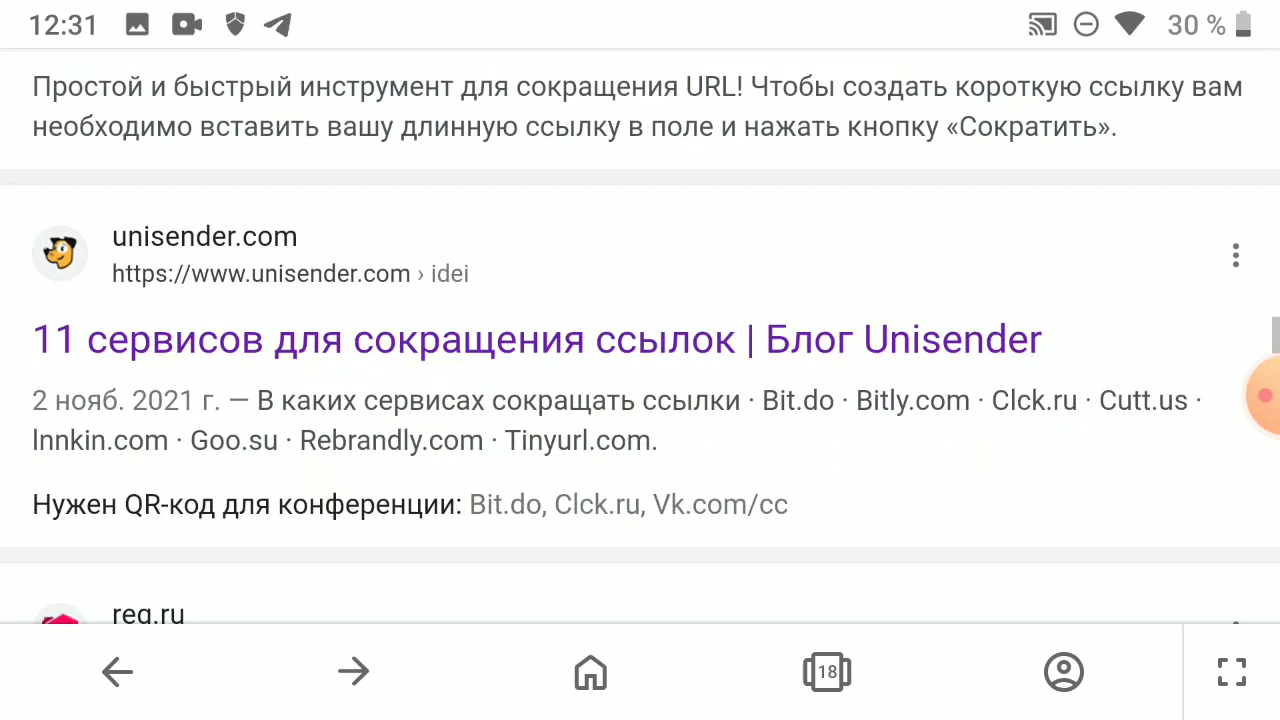 12:31
30 %
Простой и быстрый инструмент для сокращения URL! Чтобы создать короткую ссылку вам
необходимо вставить вашу длинную ссылку в поле и нажать кнопку «Сократить».
unisender.com
https://www.unisender.com › idei
11 сервисов для сокращения ссылок | Блог Unisender
2 нояб. 2021 г. — В каких сервисах сокращать ссылки · Bit.do · Bitly.com · Clck.ru · Cutt.us ·
lnnkin.com · Goo.su · Rebrandly.com · Tinyurl.com.
Нужен QR-код для конференции: Bit.do, Clck.ru, Vk.com/cc
reg.ru
18